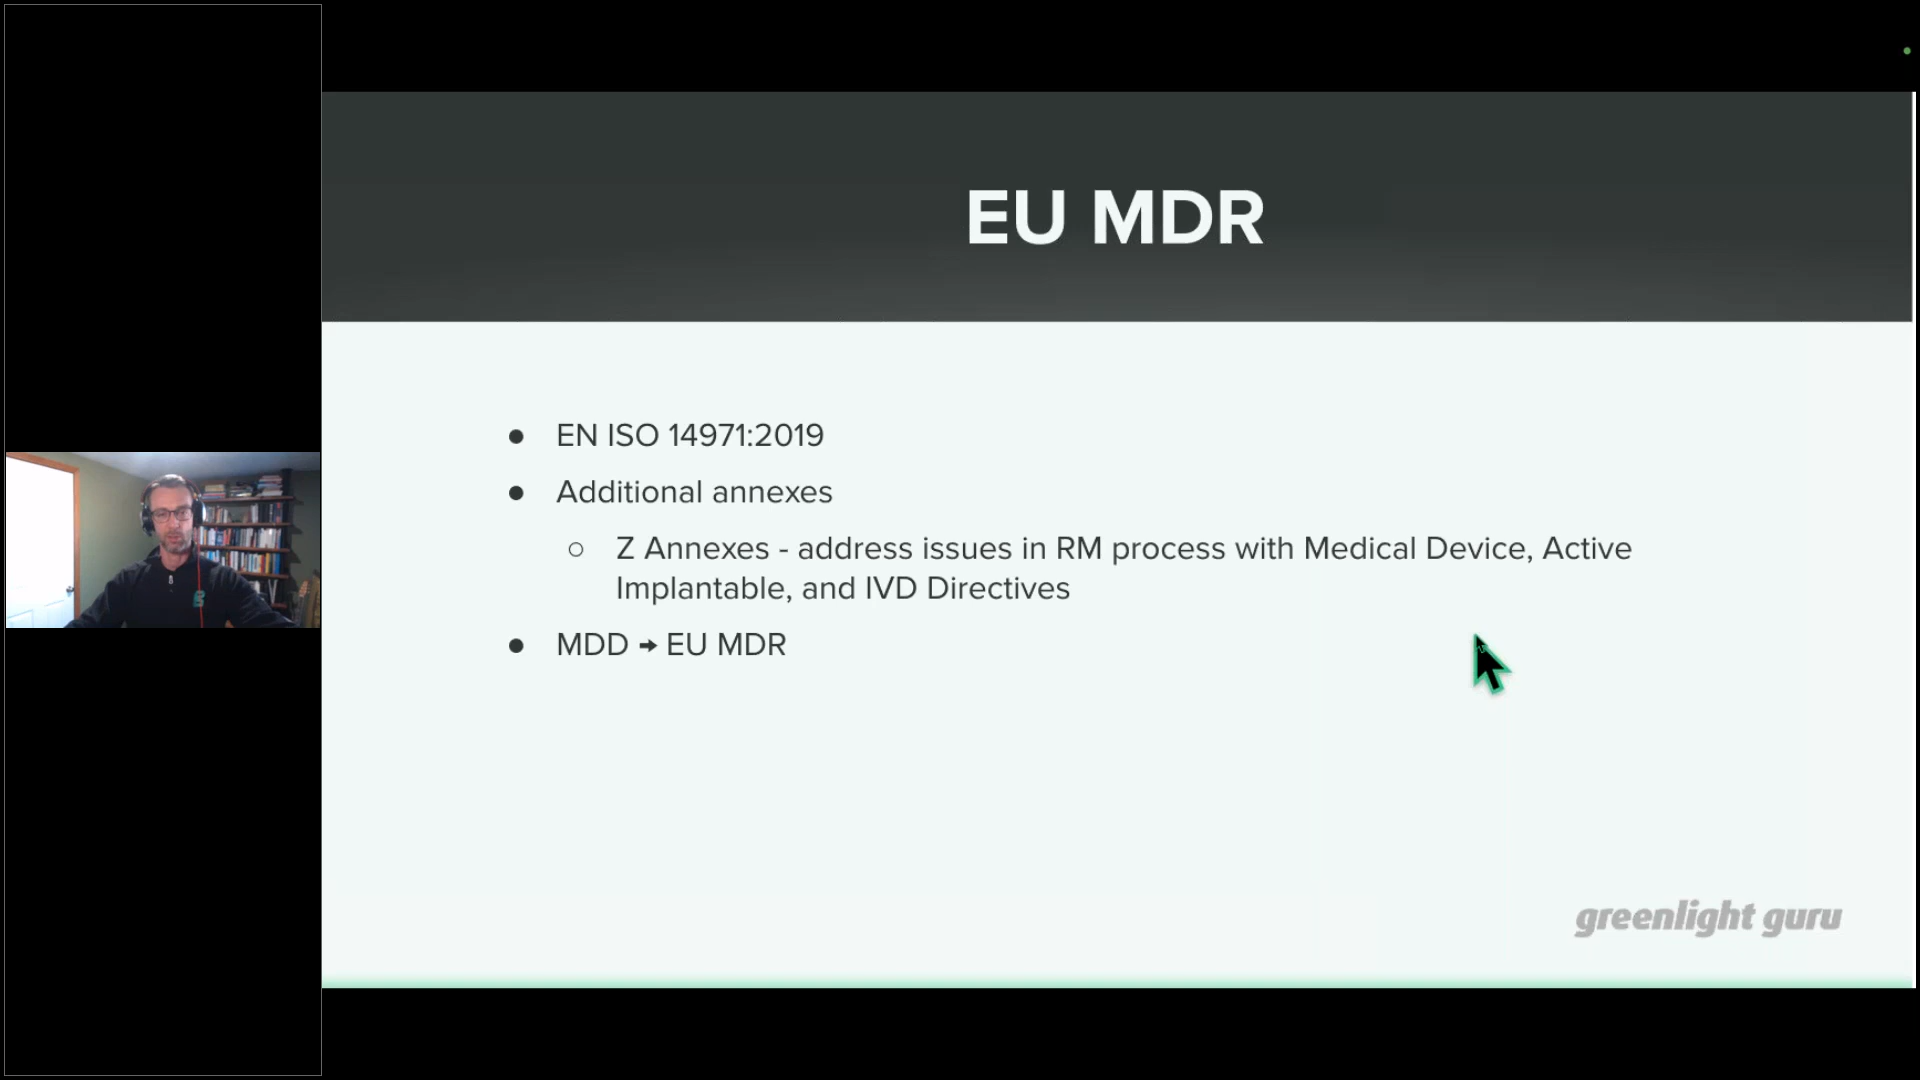 EU MDR
● EN ISO 14971:2019
● Additional annexes
○ Z Annexes - address issues in RM process with Medical Device, Active
Implantable, and IVD Directives
● MDD → EU MDR
greenlight guru